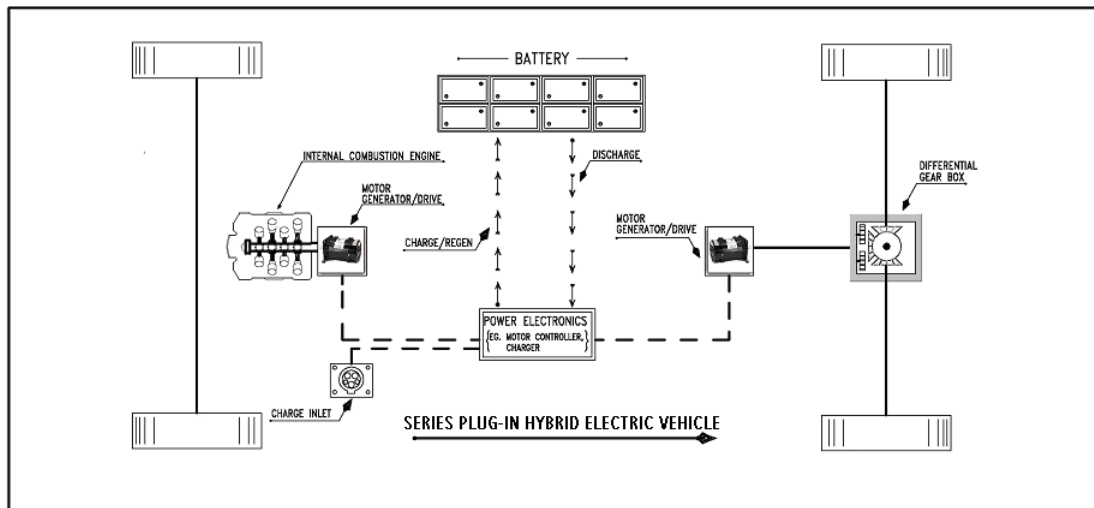 BATTERY
INTERNAL COMBUSTION ENGINE
DISCHARGE
DIFFERENTIAL
GEAR BOX
MOTOR
GENERATOR/DRIVE
MOTOR
GENERATOR/DRIVE
CHARGE/REGEN
POWER ELECTRONICS
EG. MOTOR CONTROLLER,
CHARGER
CHARGE INLET
SERIES PLUG-IN HYBRID ELECTRIC VEHICLE